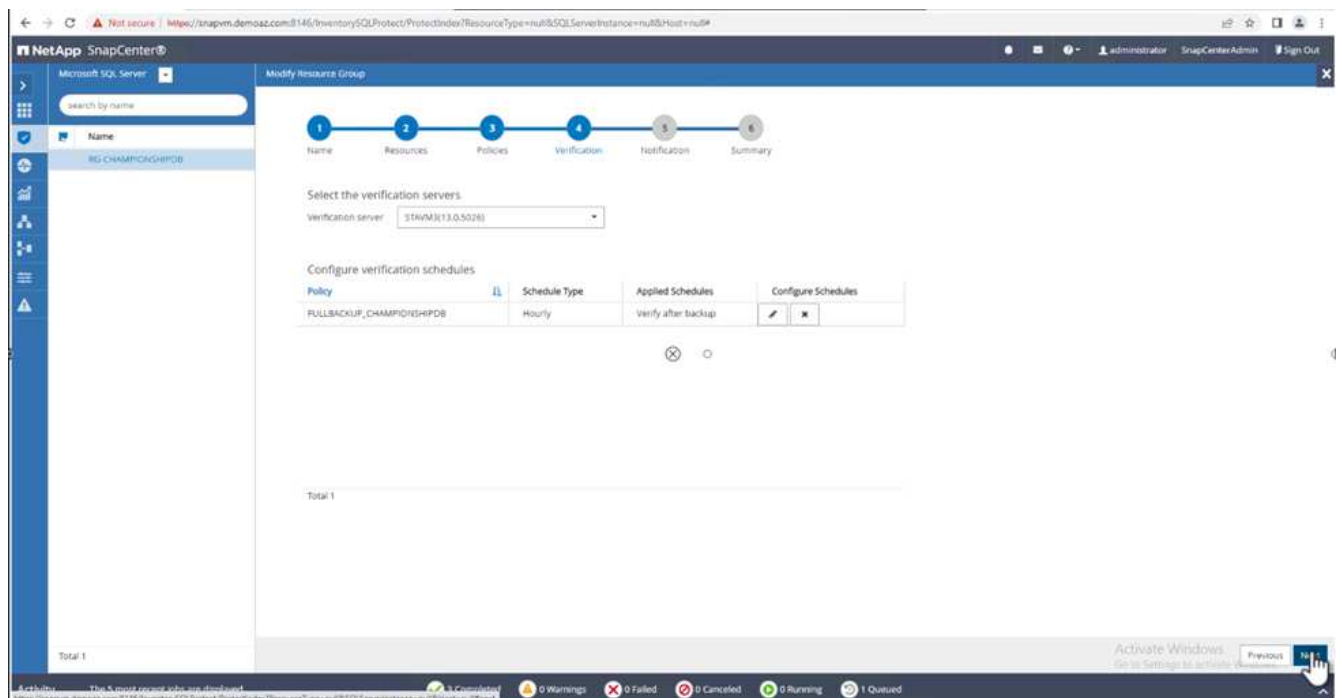 Not secure | https://snapvm.demoaz.com:8146/InventorySQLProtect/ProtectIndex?ResourceType=null&SQLServerInstance=null&Host=null#
NetApp SnapCenter®
administrator SnapCenterAdmin Sign Out
Microsoft SQL Server
Modify Resource Group
search by name
Name
RG-CHAMPIONSHIPDB
1 2 3 4 5 6
Name Resources Policies Verification Notification Summary
Select the verification servers
Verification server STAVM3(13.0.5026)
Configure verification schedules
Policy Schedule Type Applied Schedules Configure Schedules
FULLBACKUP_CHAMPIONSHIPDB Hourly Verify after backup
Total 1
Total 1
Activate Windows
Go to Settings to activate
Previous Next
Activity The 5 most recent jobs are displayed 3 Completed 0 Warnings 0 Failed 0 Canceled 0 Running 1 Queued